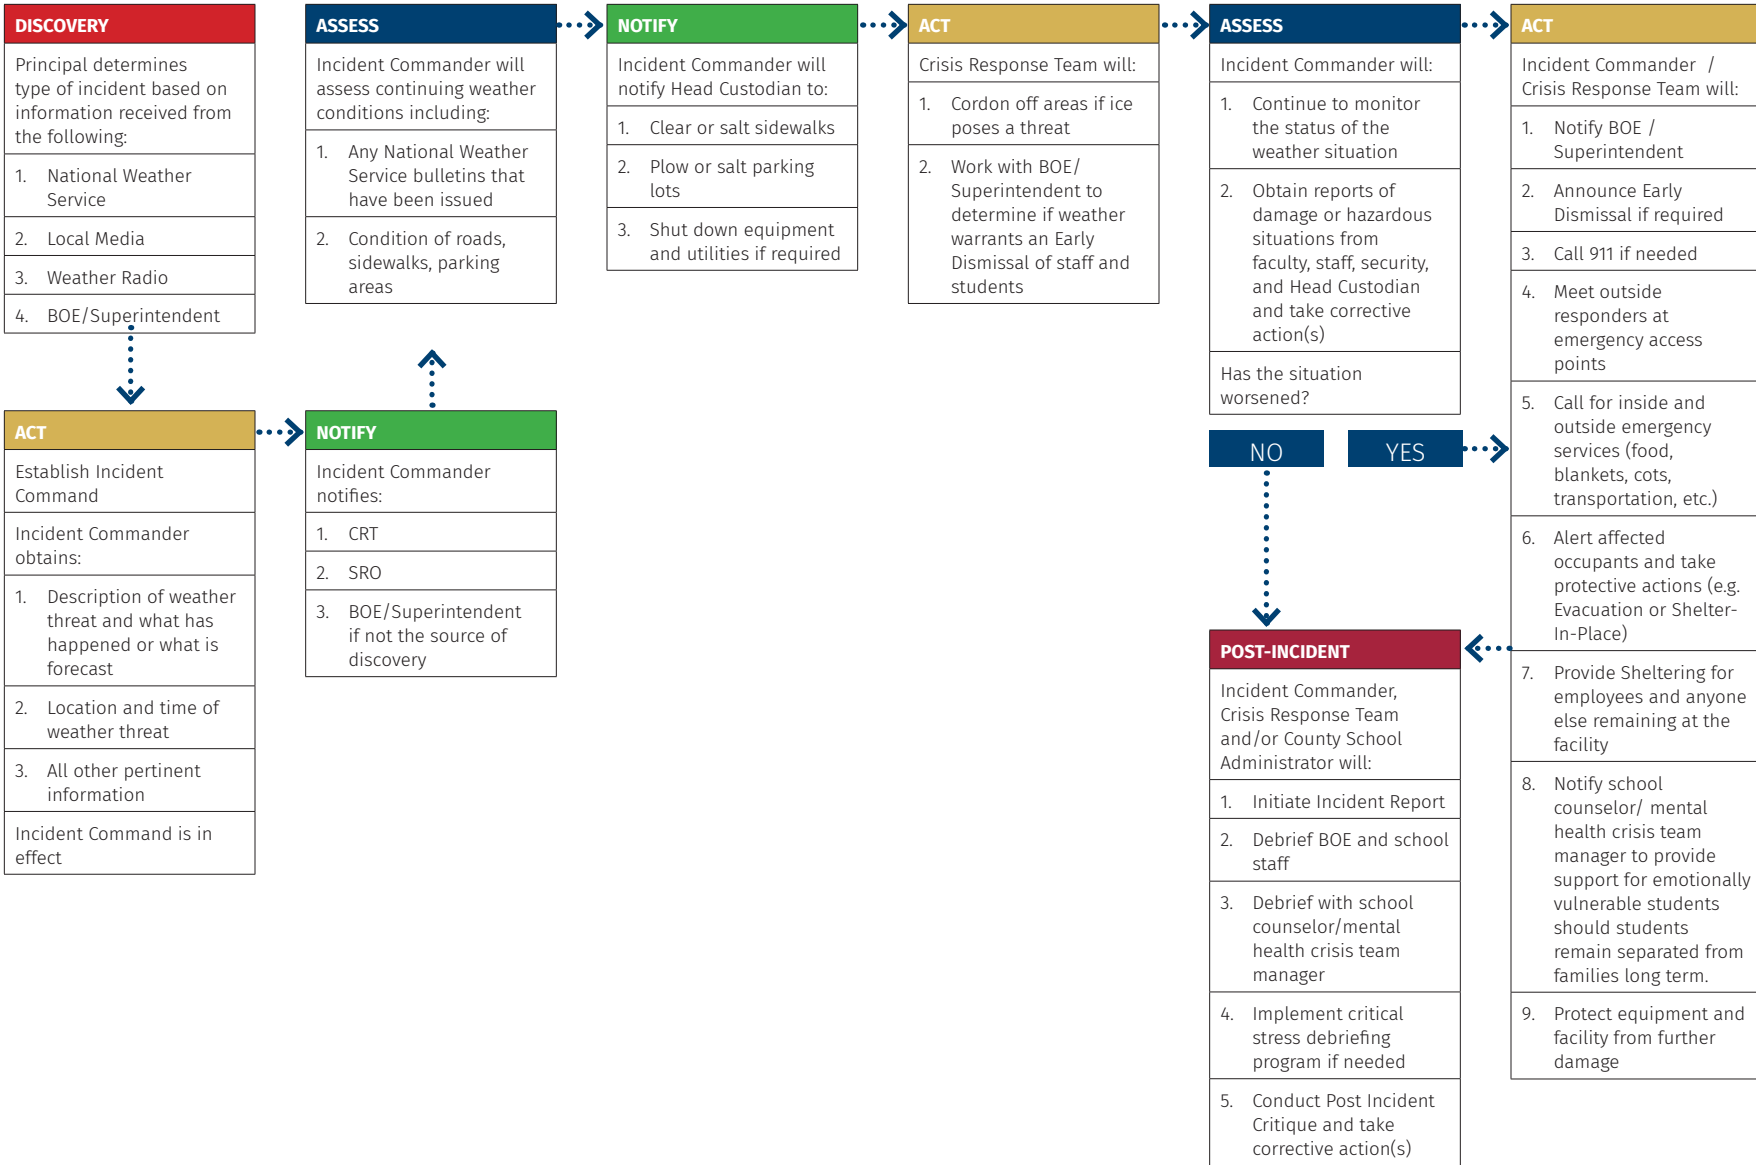 DISCOVERY
Principal determines
type of incident based on
information received from
the following:
1. National Weather
Service
2. Local Media
3. Weather Radio
4. BOE/Superintendent
ACT
Establish Incident
Command
Incident Commander
obtains:
1. Description of weather
threat and what has
happened or what is
forecast
2. Location and time of
weather threat
3. All other pertinent
information
Incident Command is in
effect
NOTIFY
Incident Commander
notifies:
1. CRT
2. SRO
3. BOE/Superintendent
if not the source of
discovery
ASSESS
Incident Commander will
assess continuing weather
conditions including:
1. Any National Weather
Service bulletins that
have been issued
2. Condition of roads,
sidewalks, parking
areas
NOTIFY
Incident Commander will
notify Head Custodian to:
1. Clear or salt sidewalks
2. Plow or salt parking
lots
3. Shut down equipment
and utilities if required
ACT
Crisis Response Team will:
1. Cordon off areas if ice
poses a threat
2. Work with BOE/
Superintendent to
determine if weather
warrants an Early
Dismissal of staff and
students
ASSESS
Incident Commander will:
1. Continue to monitor
the status of the
weather situation
2. Obtain reports of
damage or hazardous
situations from
faculty, staff, security,
and Head Custodian
and take corrective
action(s)
Has the situation
worsened?
NO
YES
ACT
Incident Commander /
Crisis Response Team will:
1. Notify BOE /
Superintendent
2. Announce Early
Dismissal if required
3. Call 911 if needed
4. Meet outside
responders at
emergency access
points
5. Call for inside and
outside emergency
services (food,
blankets, cots,
transportation, etc.)
6. Alert affected
occupants and take
protective actions (e.g.
Evacuation or Shelter-
In-Place)
7. Provide Sheltering for
employees and anyone
else remaining at the
facility
8. Notify school
counselor/ mental
health crisis team
manager to provide
support for emotionally
vulnerable students
should students
remain separated from
families long term.
9. Protect equipment and
facility from further
damage
POST-INCIDENT
Incident Commander,
Crisis Response Team
and/or County School
Administrator will:
1. Initiate Incident Report
2. Debrief BOE and school
staff
3. Debrief with school
counselor/mental
health crisis team
manager
4. Implement critical
stress debriefing
program if needed
5. Conduct Post Incident
Critique and take
corrective action(s)